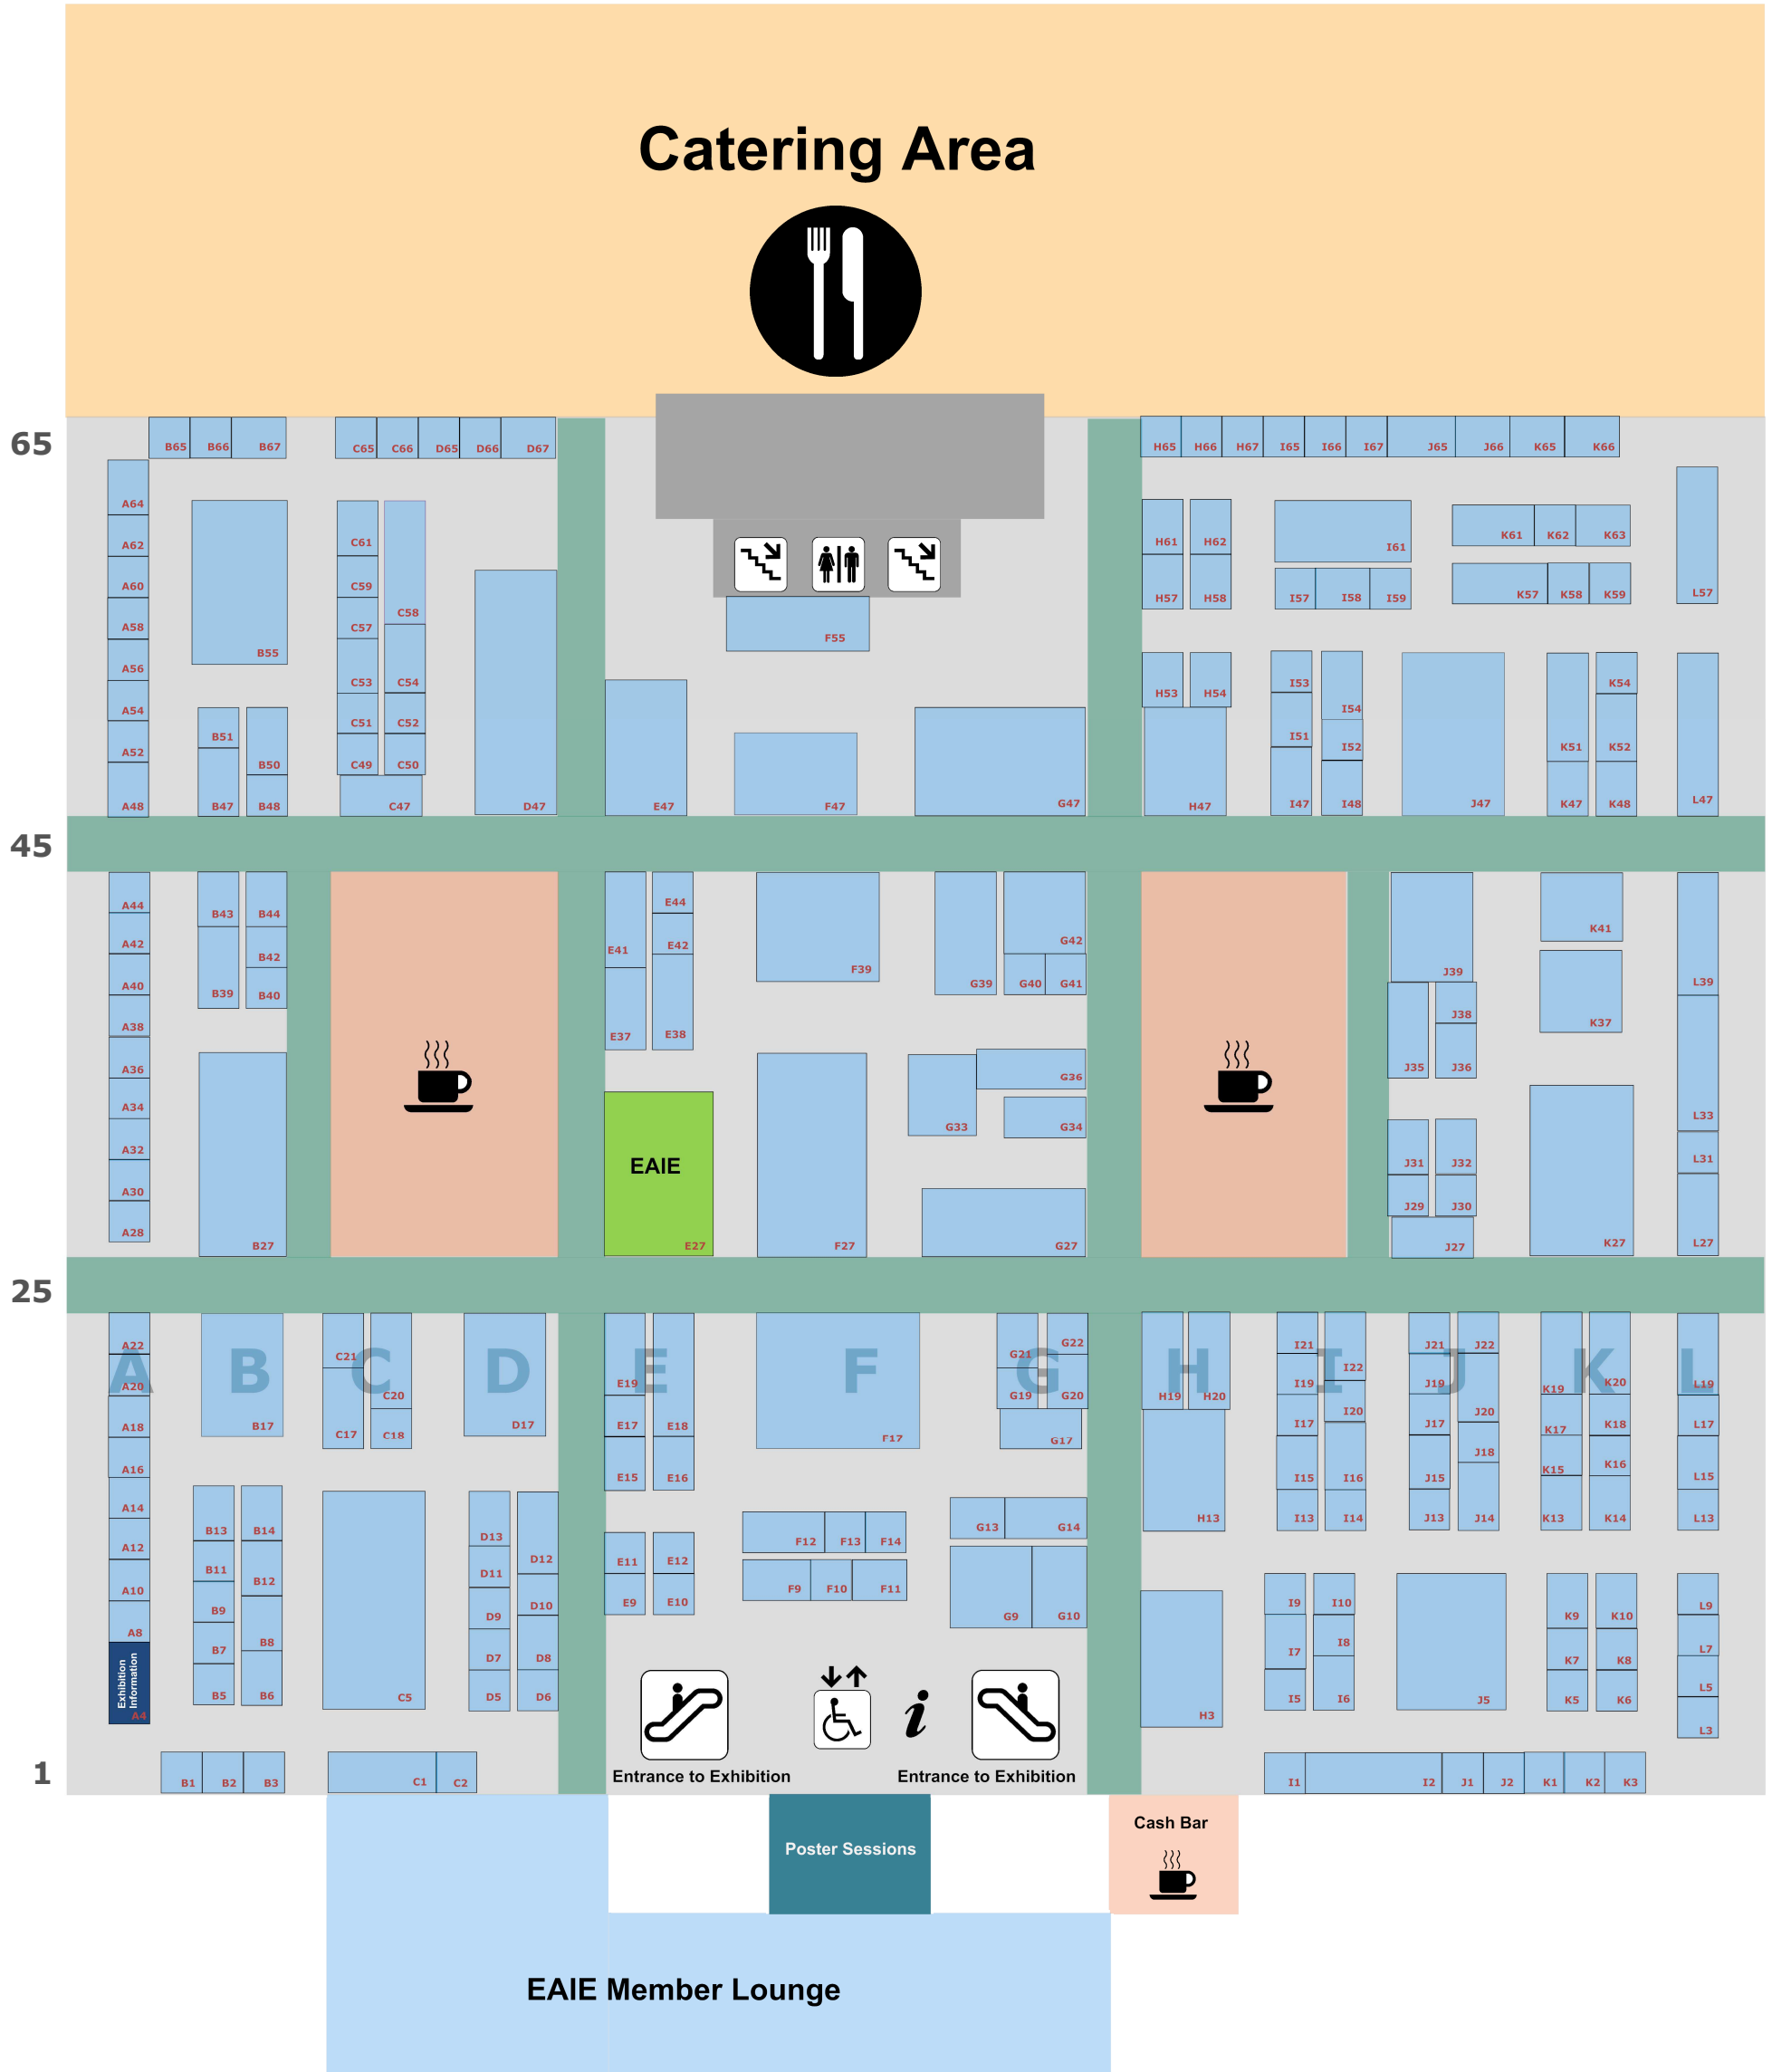 Catering Area
65
B65 B66 B67 C65 C66 D65 D66 D67 H65 H66 H67 I65 I66 I67 J65 J66 K65 K66
A64
A62 C61 H61 H62 I61 K61 K62 K63
A60 C59 C58 H57 H58 I57 I58 I59 K57 K58 K59 L57
A58 C57 F55
A56 B55 C53 C54 H53 H54 I53 K54
A54 C51 C52 I54
A52 B51 B50 C49 C50 I51 I52 K51 K52
A48 B47 B48 C47 D47 E47 F47 G47 H47 I47 I48 J47 K47 K48 L47
45
A44 B43 B44 E44 K41
A42 B42 E41 E42 G42
A40 B39 B40 F39 G39 G40 G41 J39 L39
A38 E37 E38 J38 K37
A36 J35 J36 G36
A34 G33 G34 L33
A32 EAIE J31 J32 L31
A30 J29 J30
A28 B27 E27 F27 G27 J27 K27 L27
25
A22 C21 G21 G22 I21 J21 J22
A B C D E F G H I J K L
A20 C20 E19 G19 G20 H19 H20 I19 I22 J19 K19 K20 L19
A18 B17 C17 C18 D17 E17 E18 F17 G17 I17 I20 J17 J20 K17 K18 L17
A16 E15 E16 I15 I16 J15 J18 K15 K16 L15
A14 B13 B14 D13 G13 G14 H13 I13 I14 J13 J14 K13 K14 L13
A12 B11 B12 D11 D12 E11 E12 F12 F13 F14
A10 B9 D9 D10 E9 E10 F9 F10 F11 G9 G10 I9 I10 K9 K10 L9
A8 B7 B8 D7 D8 I7 I8 K7 K8 L7
Exhibition
Information
A4 B5 B6 C5 D5 D6 H3 I5 I6 J5 K5 K6 L5
L3
i
1
B1 B2 B3 C1 C2 I1 I2 J1 J2 K1 K2 K3
Entrance to Exhibition
Entrance to Exhibition
Poster Sessions
Cash Bar
EAIE Member Lounge